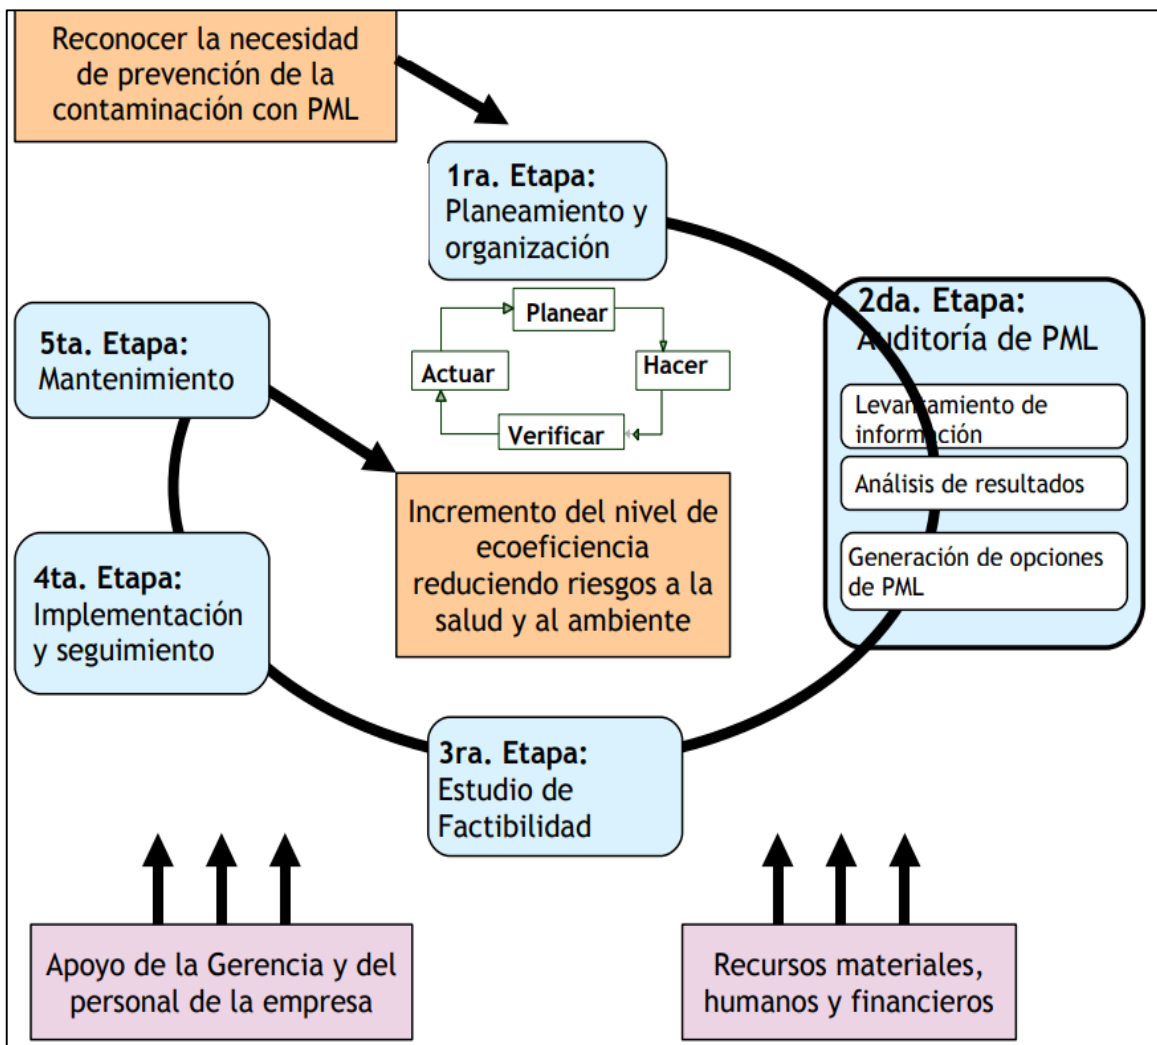 Reconocer la necesidad
de prevención de la
contaminación con PML
1ra. Etapa:
Planeamiento y
organización
2da. Etapa:
Auditoría de PML
Levantamiento de
información
Análisis de resultados
Generación de opciones
de PML
Planear
Hacer
Verificar
Actuar
5ta. Etapa:
Mantenimiento
Incremento del nivel de
ecoeficiencia
reduciendo riesgos a la
salud y al ambiente
4ta. Etapa:
Implementación
y seguimiento
3ra. Etapa:
Estudio de
Factibilidad
Apoyo de la Gerencia y del
personal de la empresa
Recursos materiales,
humanos y financieros